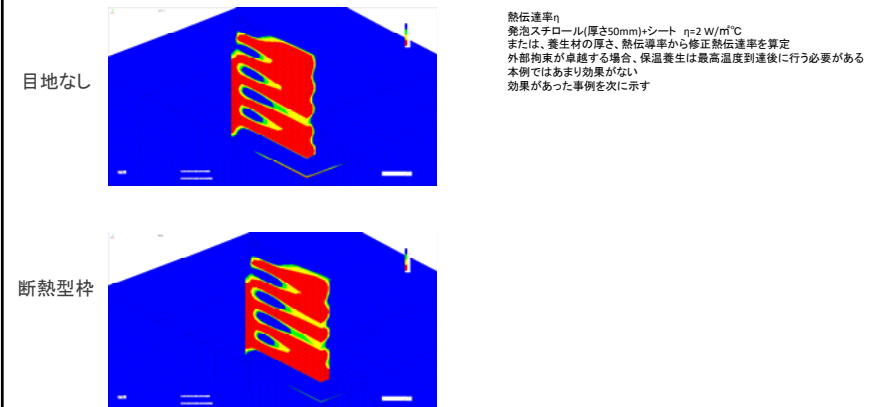 目地なし
熱伝達率η
発泡スチロール(厚さ50mm)+シート η=2 W/㎡℃
または、養生材の厚さ、熱伝導率から修正熱伝達率を算定
外部拘束が卓越する場合、保温養生は最高温度到達後に行う必要がある
本例ではあまり効果がない
効果があった事例を次に示す
断熱型枠